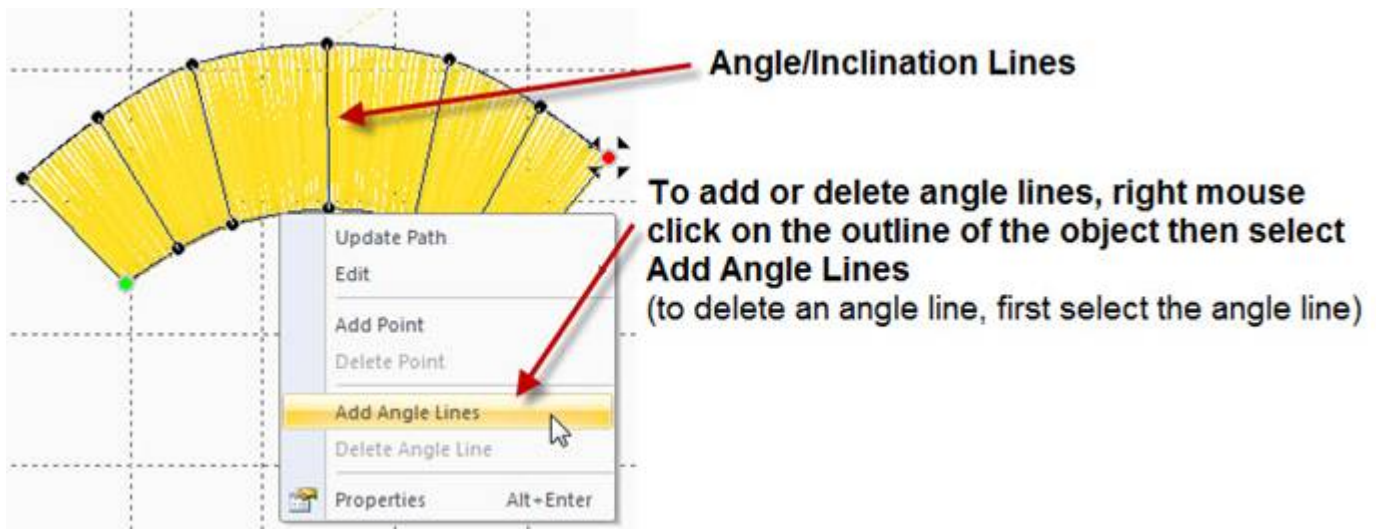 Angle/Inclination Lines
To add or delete angle lines, right mouse
click on the outline of the object then select
Add Angle Lines
(to delete an angle line, first select the angle line)
Update Path
Edit
Add Point
Delete Point
Add Angle Lines
Delete Angle Line
Properties Alt+Enter